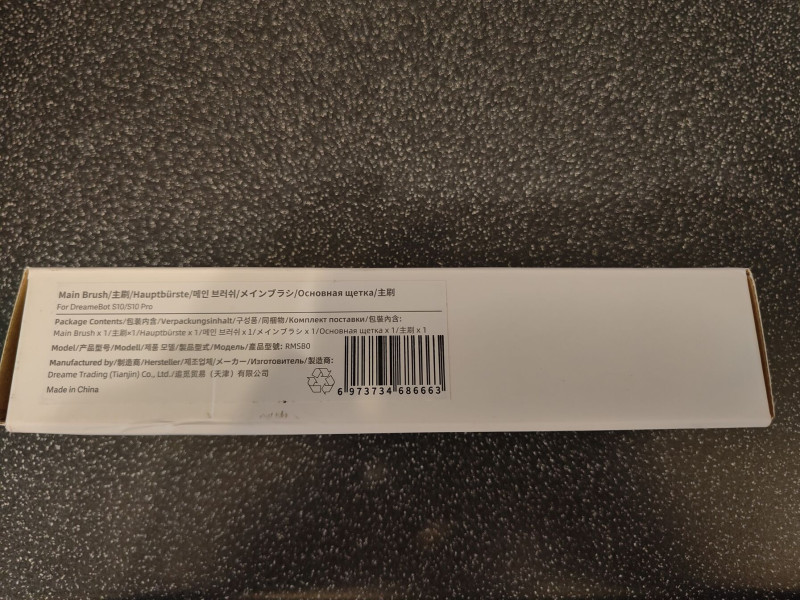 Main Brush/主刷/Hauptbürste/메인 브러쉬/メインブラシ/Основная щетка/主刷
For DreameBot S10/S10 Pro
Package Contents/包装内含/Verpackungsinhalt/구성품/同梱物/Комплект поставки/包裝內含:
Main Brush x 1/主刷×1/Hauptbürste x 1/메인 브러쉬 x 1/メインブラシ x 1/Основная щетка x 1/主刷 x 1
Model/产品型号/Modell/제품 모델/製品型式/Модель/產品型號: RMSB0
Manufactured by/制造商/Hersteller/제조업체/メーカー/Изготовитель/製造商:
Dreame Trading (Tianjin) Co., Ltd./追觅贸易（天津）有限公司
Made in China
6 973734 686663